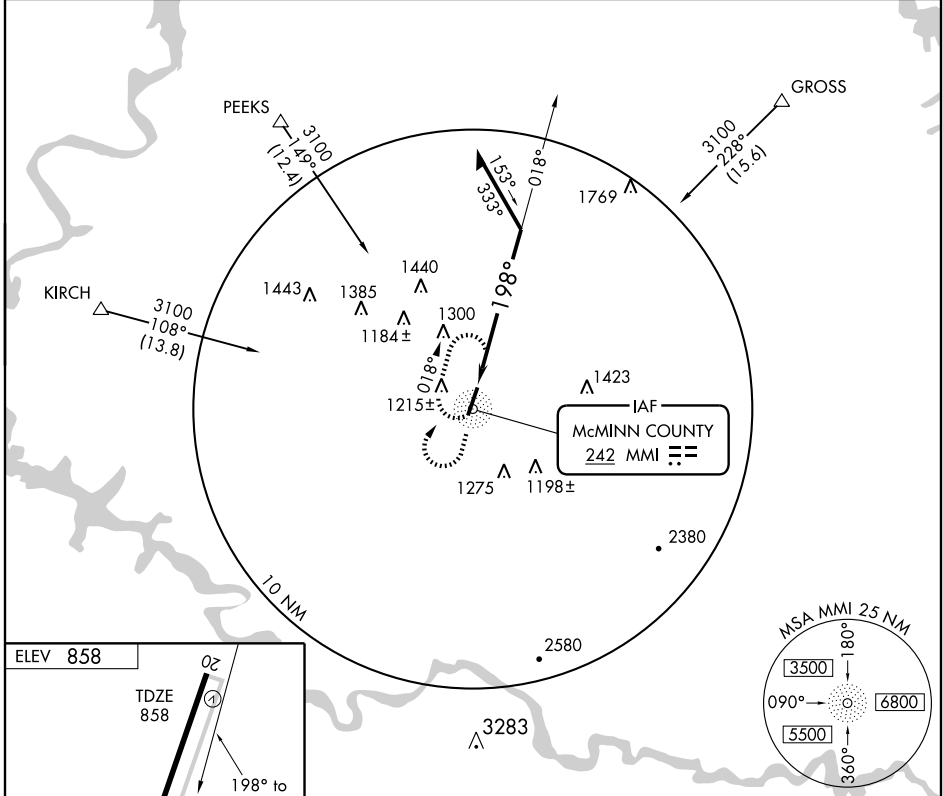 GROSS
3100
228°
(15.6)
PEEKS
3100
149°
(12.4)
018°
153°
333°
1769
198°
KIRCH
3100
108°
(13.8)
1443
1385
1440
1184±
1300
018°
1215±
1423
IAF
McMINN COUNTY
242 MMI
1275
1198±
2380
10 NM
2580
3283
MSA MMI 25 NM
180°
3500
090°
6800
5500
360°
ELEV 858
20
TDZE
858
V
198° to